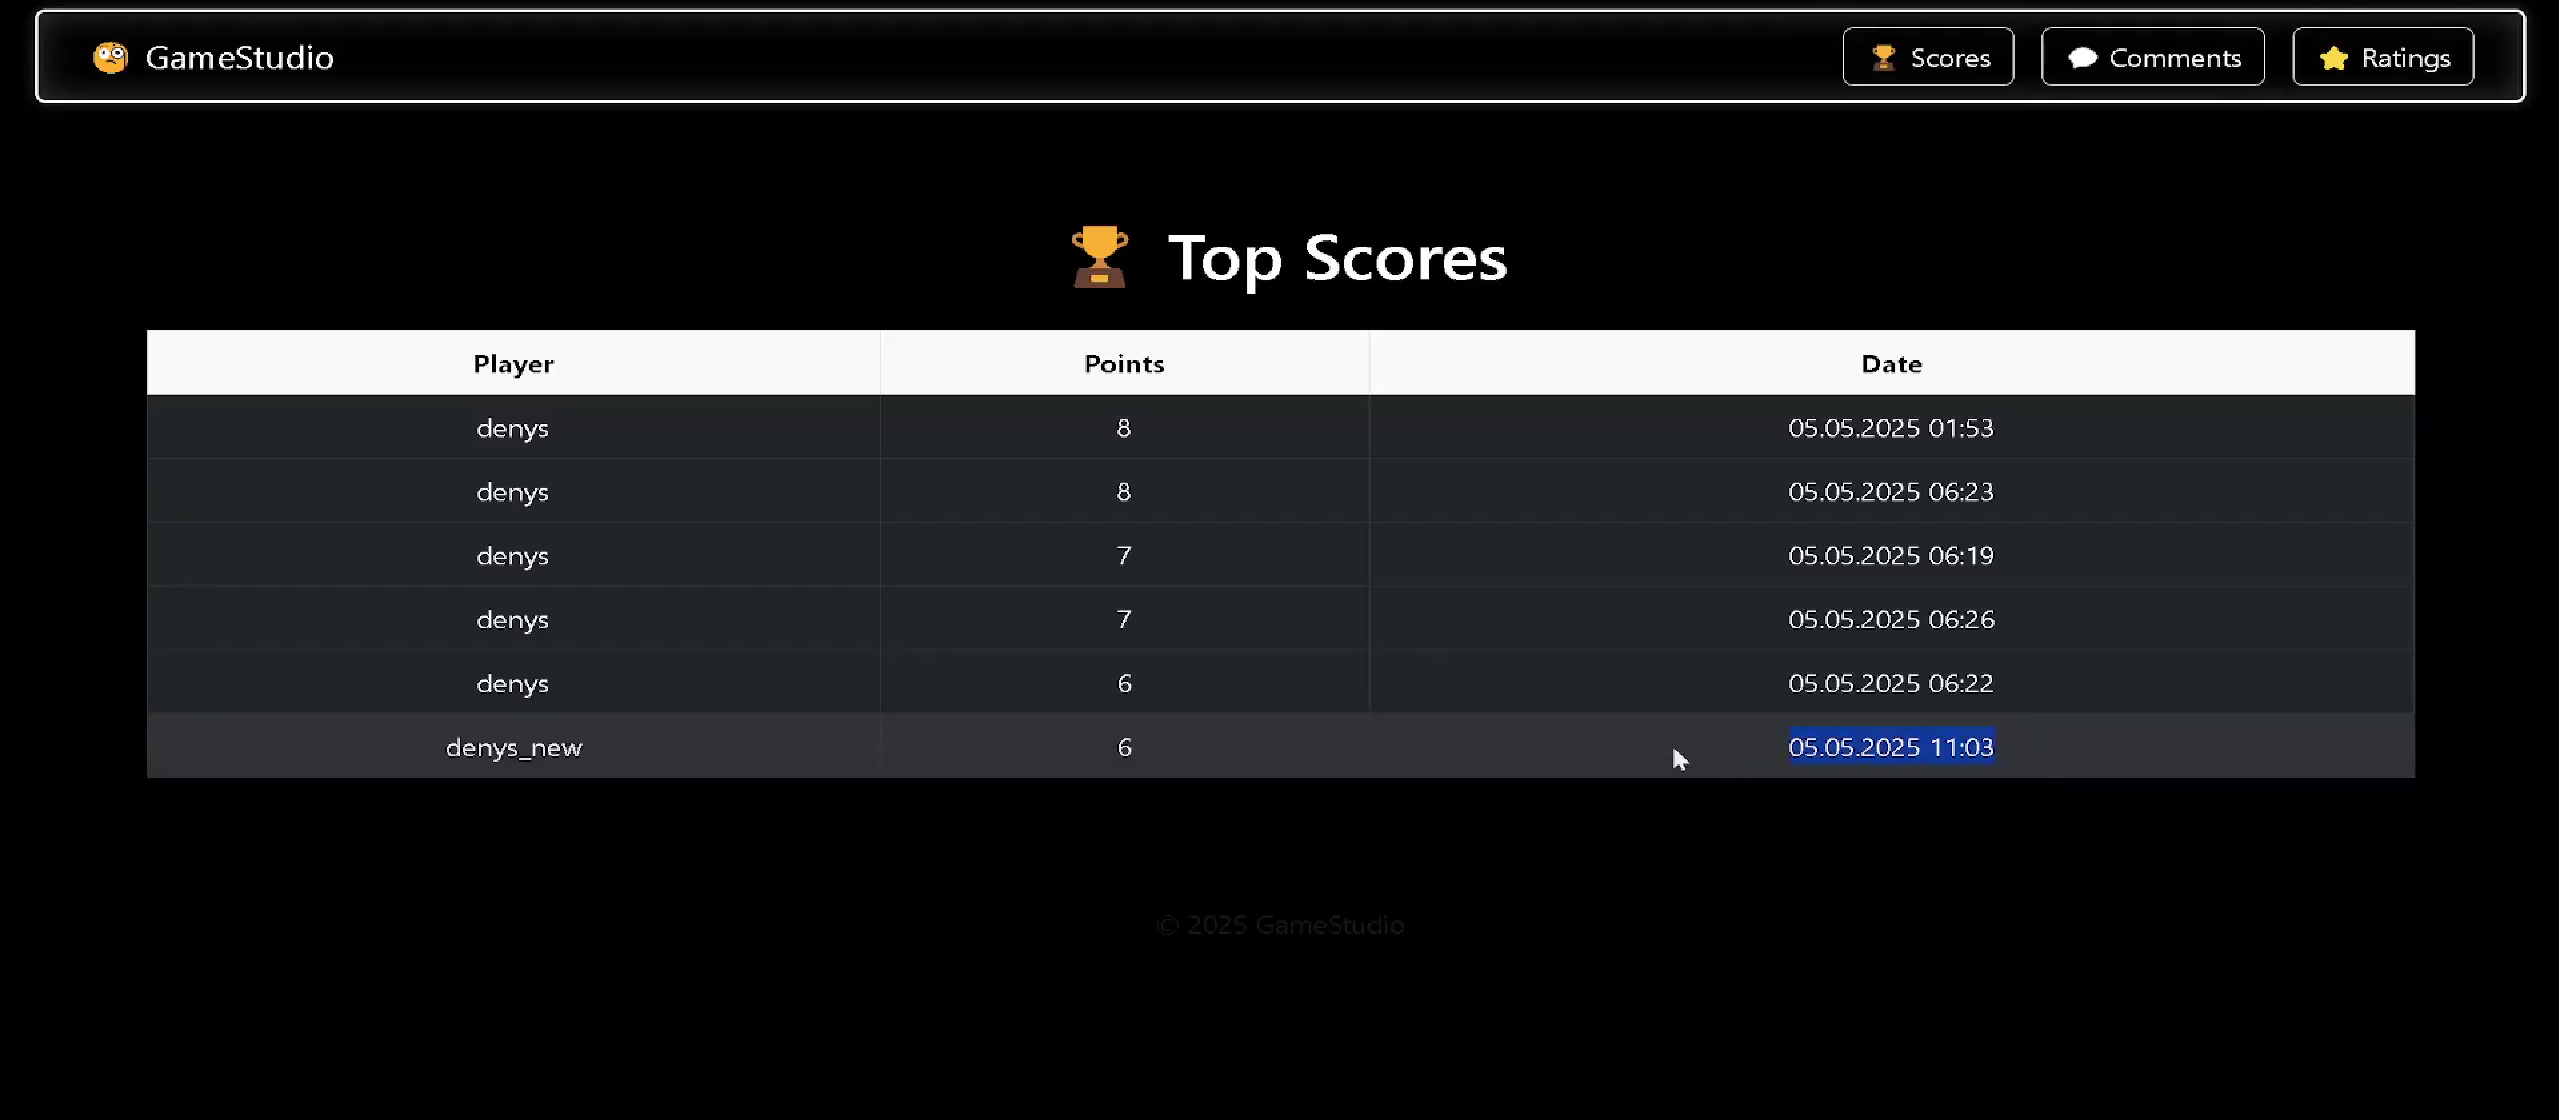 GameStudio
Scores
Comments
Ratings
Top Scores
Player Points Date
denys 8 05.05.2025 01:53
denys 8 05.05.2025 06:23
denys 7 05.05.2025 06:19
denys 7 05.05.2025 06:26
denys 6 05.05.2025 06:22
denys_new 6 05.05.2025 11:03
© 2025 GameStudio